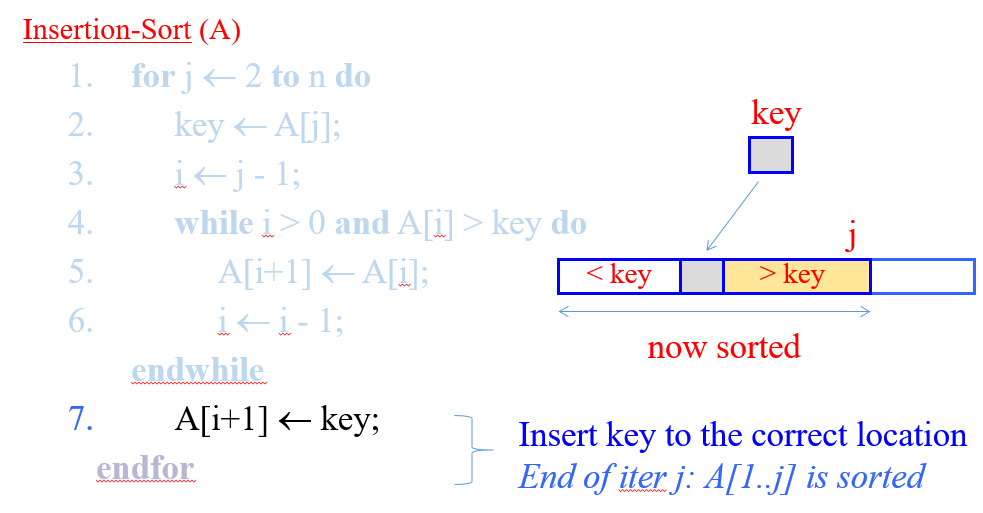 Insertion-Sort (A)
1. for j ← 2 to n do
2. key ← A[j];
3. i ← j - 1;
4. while i > 0 and A[i] > key do
5. A[i+1] ← A[i];
6. i ← i - 1;
endwhile
7. A[i+1] ← key;
endfor
key
j
< key
> key
now sorted
Insert key to the correct location
End of iter j: A[1..j] is sorted